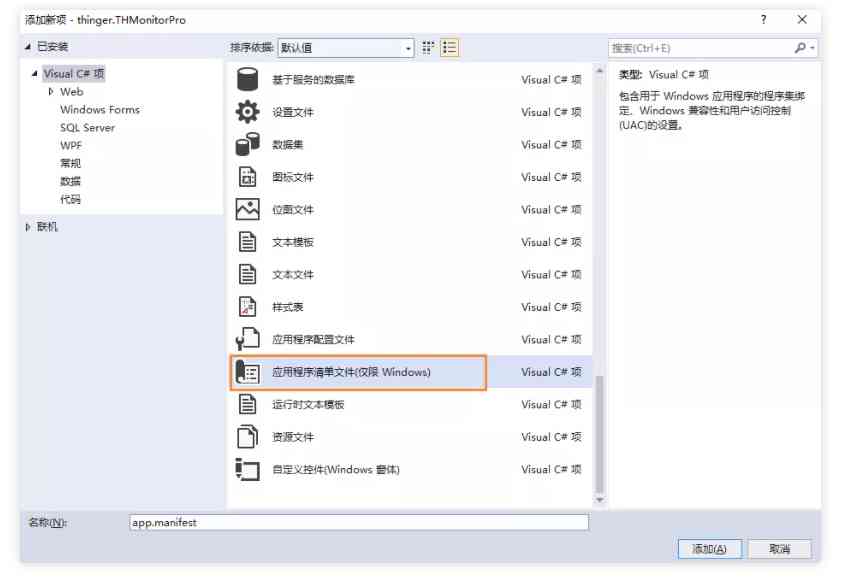 添加新项 - thinger.THMonitorPro
?
已安装
排序依据: 默认值
搜索(Ctrl+E)
Visual C# 项
Web
Windows Forms
SQL Server
WPF
常规
数据
代码
联机
基于服务的数据库 Visual C# 项
设置文件 Visual C# 项
数据集 Visual C# 项
图标文件 Visual C# 项
位图文件 Visual C# 项
文本模板 Visual C# 项
文本文件 Visual C# 项
样式表 Visual C# 项
应用程序配置文件 Visual C# 项
应用程序清单文件(仅限 Windows) Visual C# 项
运行时文本模板 Visual C# 项
资源文件 Visual C# 项
自定义控件(Windows 窗体) Visual C# 项
类型: Visual C# 项
包含用于 Windows 应用程序的程序集绑
定、Windows 兼容性和用户访问控制
(UAC)的设置。
名称(N): app.manifest
添加(A) 取消